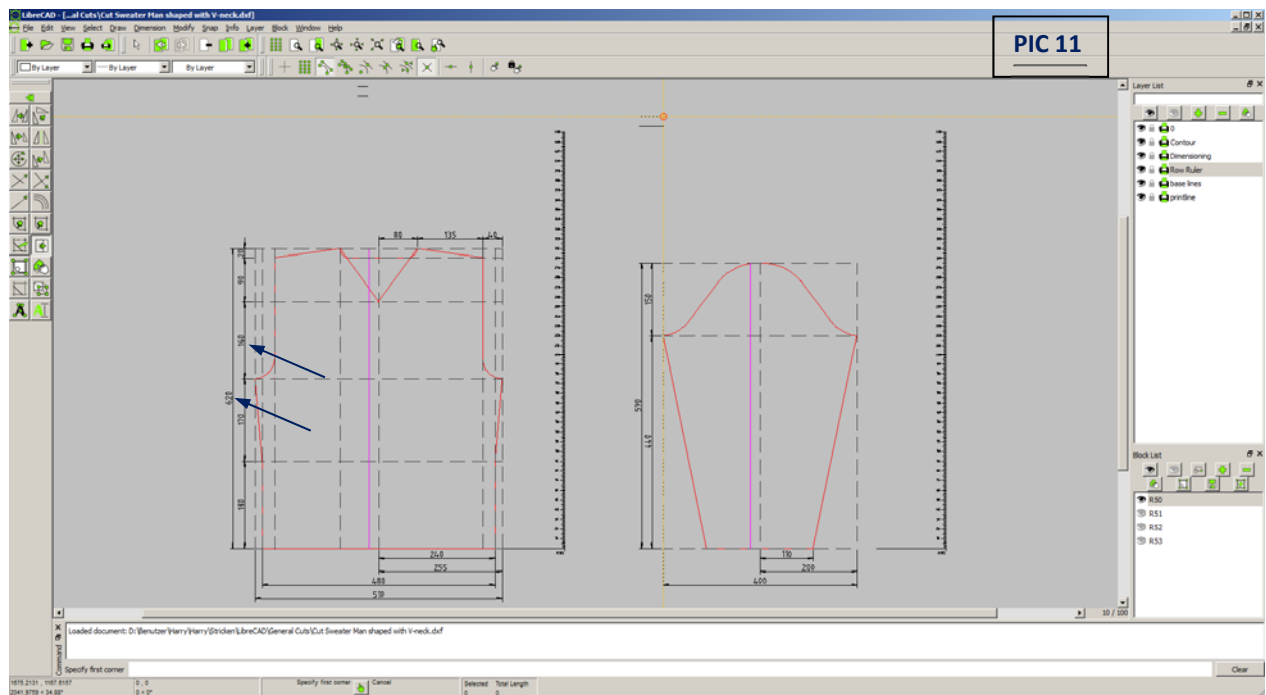 LibreCAD - [...al Cuts\Cut Sweater Man shaped with V-neck.dxf]
File Edit View Select Draw Dimension Modify Snap Info Layer Block Window Help
PIC 11
By Layer By Layer By Layer
Layer List
0
Contour
Dimensioning
Row Ruler
base lines
printline
80 135 40
20
90
160
620
170
180
240
255
480
510
150
590
440
110
200
400
Block List
R50
R51
R52
R53
10 / 100
Command
Loaded document: D:\Benutzer\Harry\Harry\Stricken\LibreCAD\General Cuts\Cut Sweater Man shaped with V-neck.dxf
Specify first corner
Clear
0 , 0
Specify first corner Cancel
Selected Total Length
0 < 0°
0 0